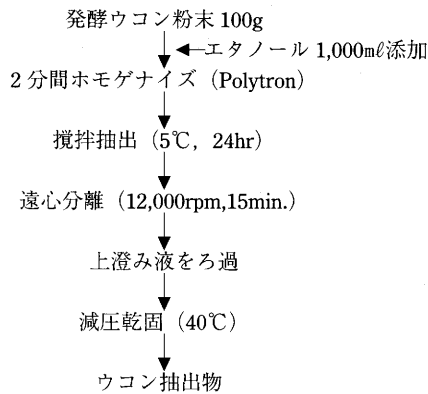 発酵ウコン粉末 100g
エタノール 1,000mℓ添加
2分間ホモゲナイズ（Polytron）
撹拌抽出（5℃，24hr）
遠心分離（12,000rpm,15min.）
上澄み液をろ過
減圧乾固（40℃）
ウコン抽出物